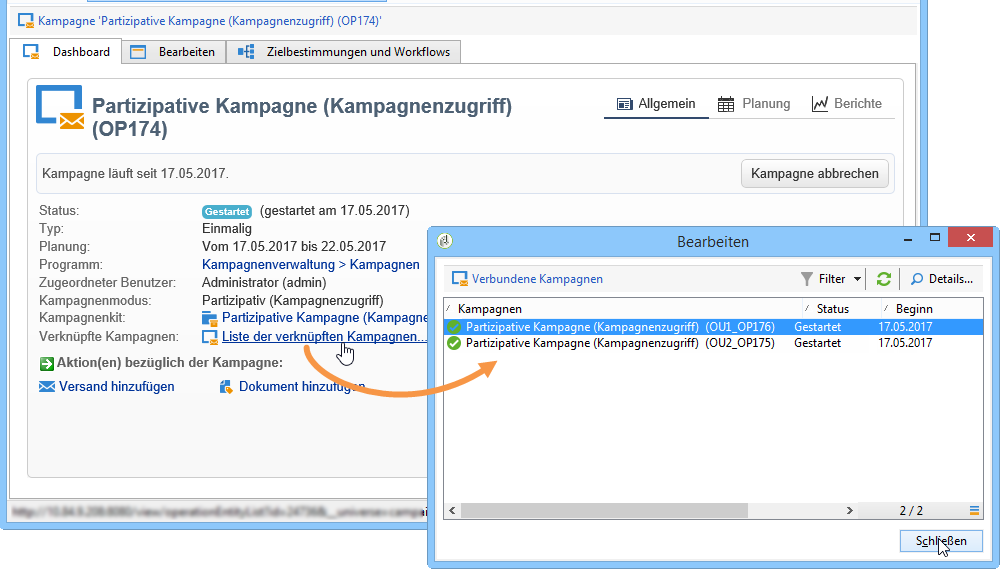 Kampagne 'Partizipative Kampagne (Kampagnenzugriff) (OP174)'
Dashboard
Bearbeiten
Zielbestimmungen und Workflows
Partizipative Kampagne (Kampagnenzugriff)
(OP174)
Allgemein
Planung
Berichte
Kampagne läuft seit 17.05.2017.
Kampagne abbrechen
Status: Gestartet (gestartet am 17.05.2017)
Typ: Einmalig
Planung: Vom 17.05.2017 bis 22.05.2017
Programm: Kampagnenverwaltung > Kampagnen
Zugeordneter Benutzer: Administrator (admin)
Kampagnenmodus: Partizipativ (Kampagnenzugriff)
Kampagnenkit: Partizipative Kampagne (Kampagne
Verknüpfte Kampagnen: Liste der verknüpften Kampagnen...
Aktion(en) bezüglich der Kampagne:
Versand hinzufügen
Dokument hinzufügen
Bearbeiten
Verbundene Kampagnen
Filter
Details...
Kampagnen Status Beginn
Partizipative Kampagne (Kampagnenzugriff) (OU1_OP176) Gestartet 17.05.2017
Partizipative Kampagne (Kampagnenzugriff) (OU2_OP175) Gestartet 17.05.2017
2 / 2
Schließen